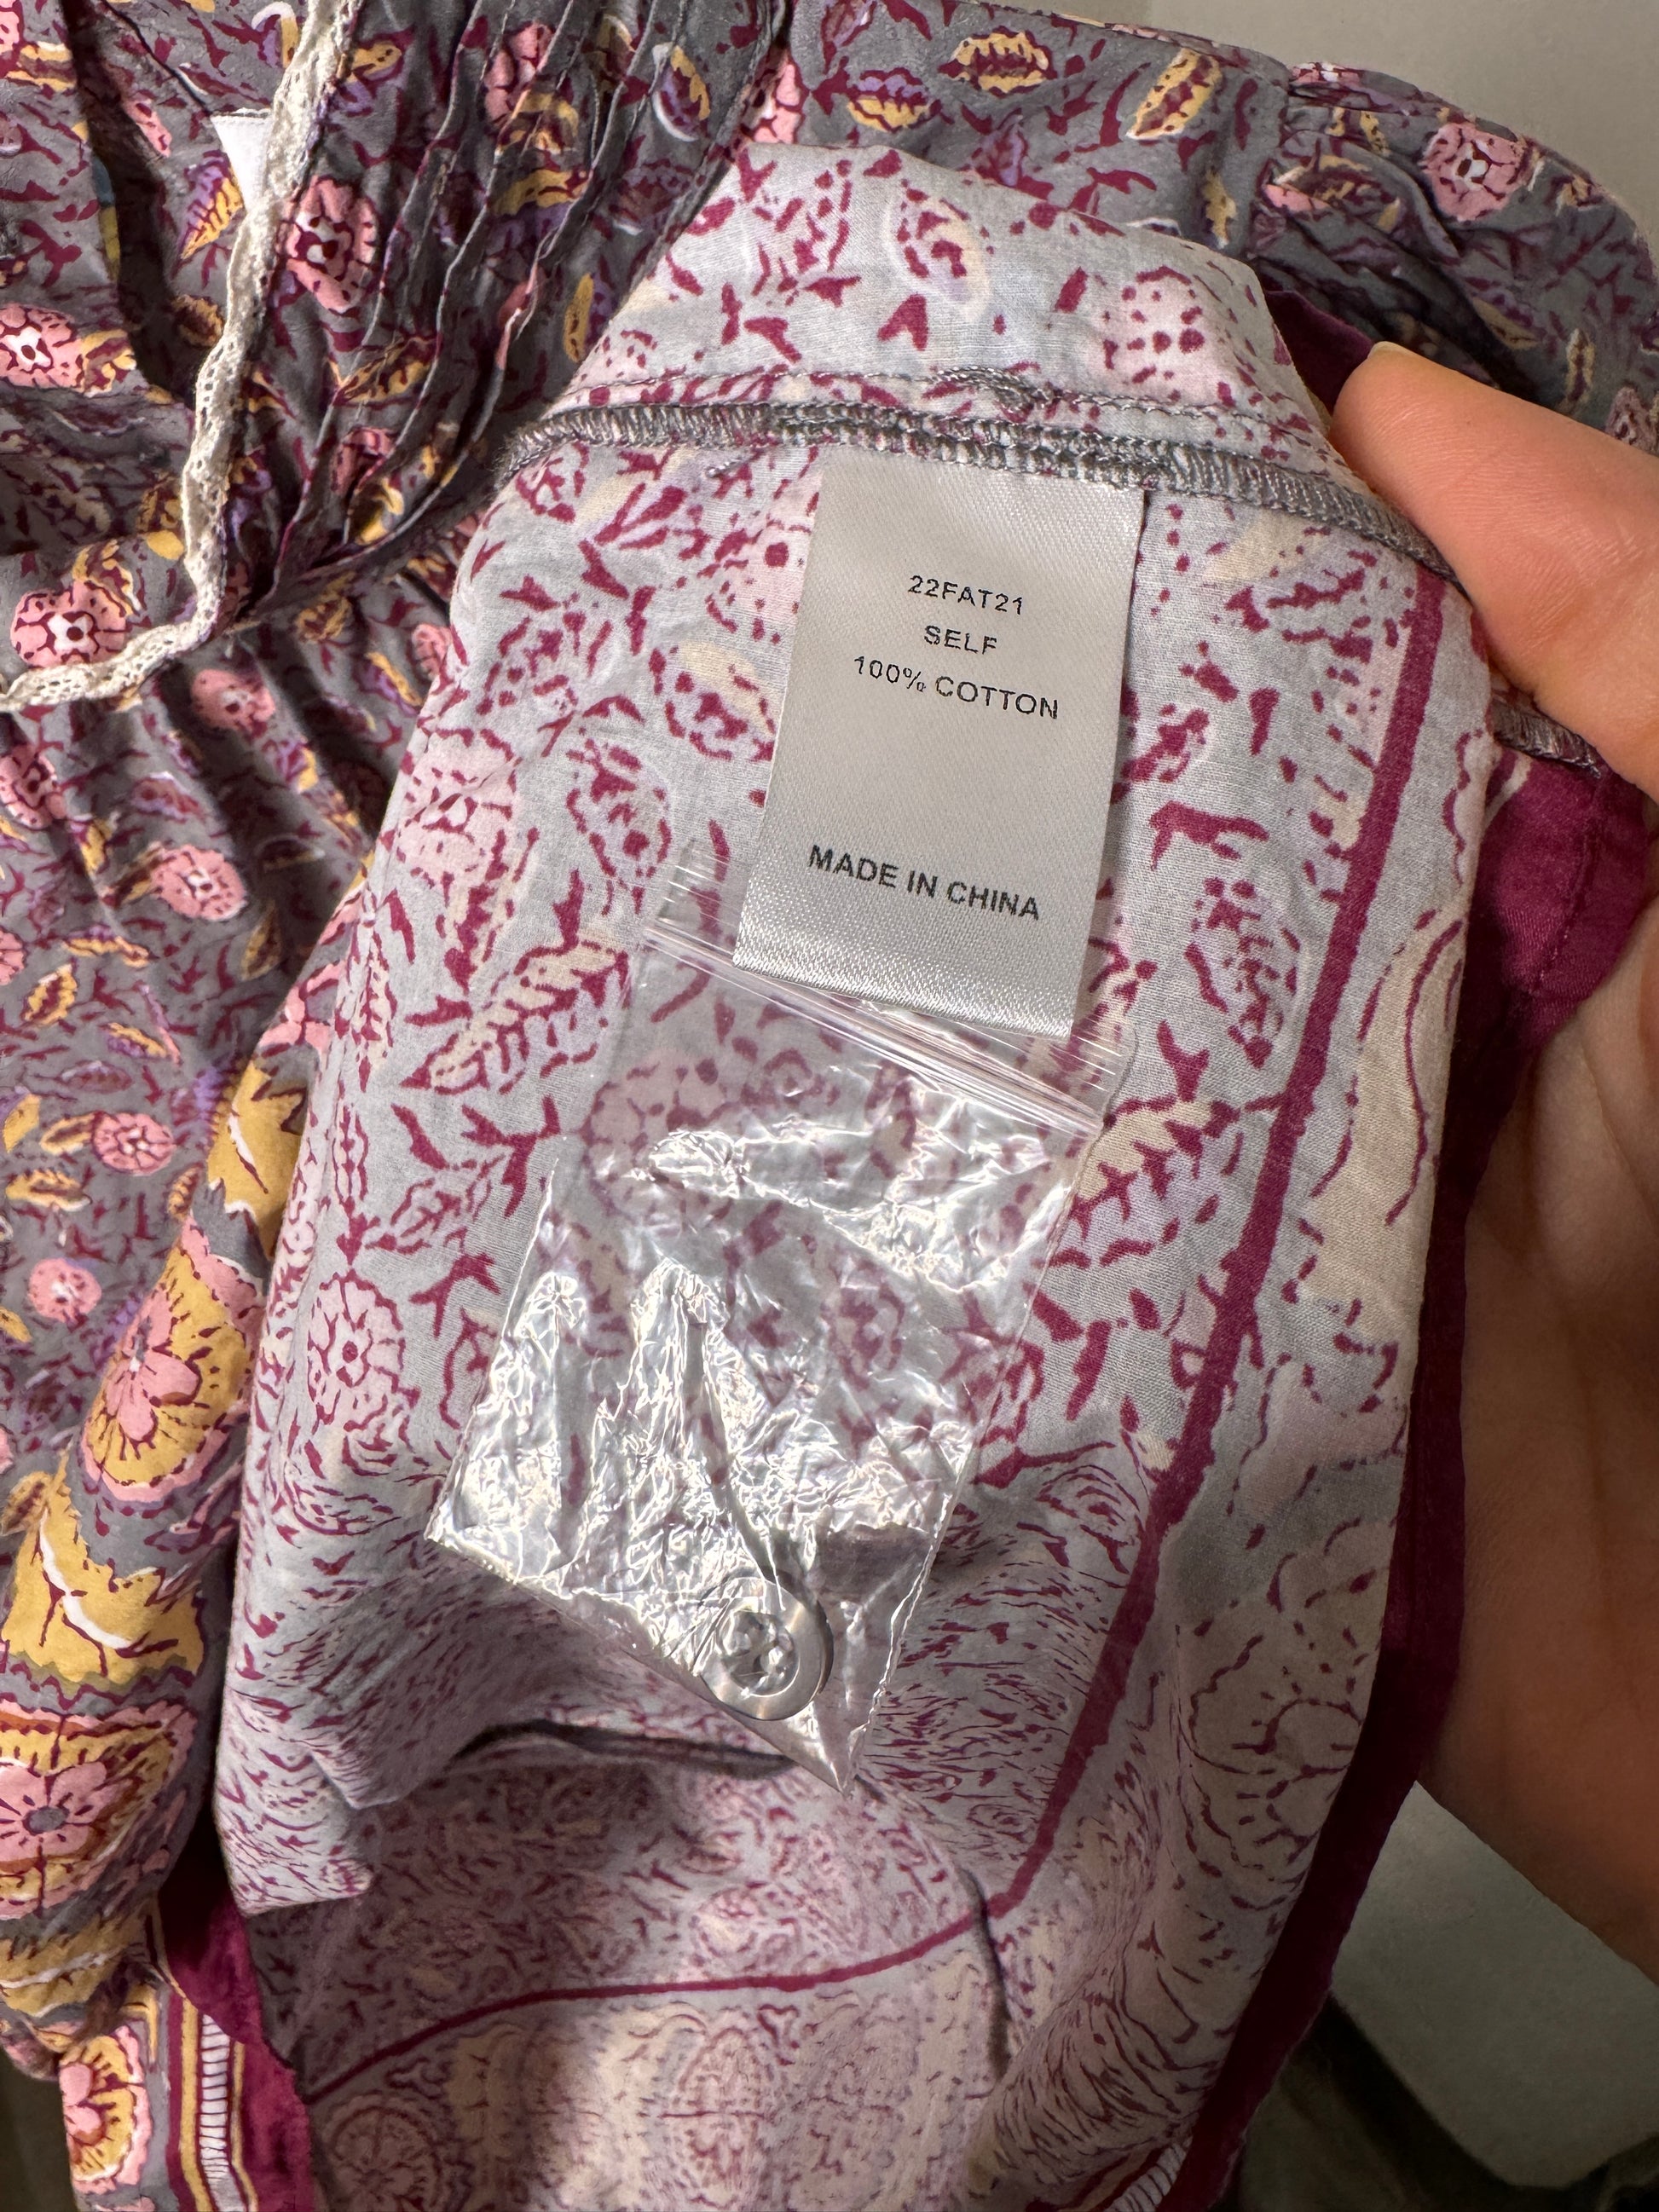 22FAT21
SELF
100% COTTON
MADE IN CHINA